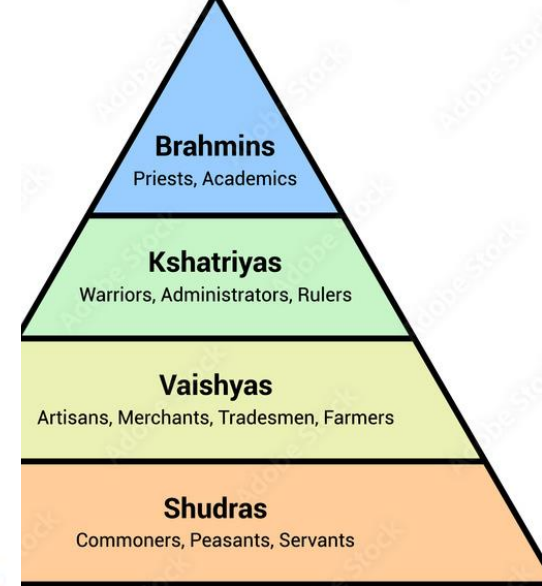 Brahmins
Priests, Academics
Kshatriyas
Warriors, Administrators, Rulers
Vaishyas
Artisans, Merchants, Tradesmen, Farmers
Shudras
Commoners, Peasants, Servants